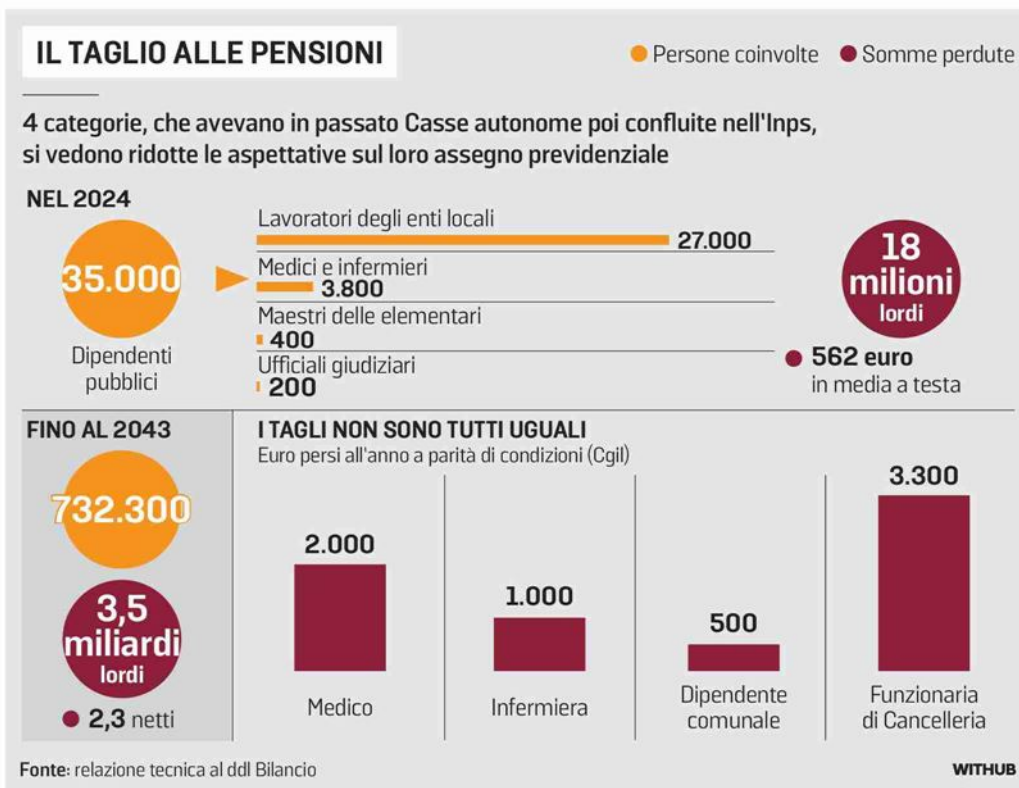 IL TAGLIO ALLE PENSIONI
Persone coinvolte
Somme perdute
4 categorie, che avevano in passato Casse autonome poi confluite nell'Inps,
si vedono ridotte le aspettative sul loro assegno previdenziale
NEL 2024
35.000
Dipendenti
pubblici
Lavoratori degli enti locali
27.000
Medici e infermieri
3.800
Maestri delle elementari
400
Ufficiali giudiziari
200
18
milioni
lordi
562 euro
in media a testa
FINO AL 2043
732.300
3,5
miliardi
lordi
2,3 netti
I TAGLI NON SONO TUTTI UGUALI
Euro persi all'anno a parità di condizioni (Cgil)
2.000
Medico
1.000
Infermiera
500
Dipendente
comunale
3.300
Funzionaria
di Cancelleria
Fonte: relazione tecnica al ddl Bilancio
WITHUB